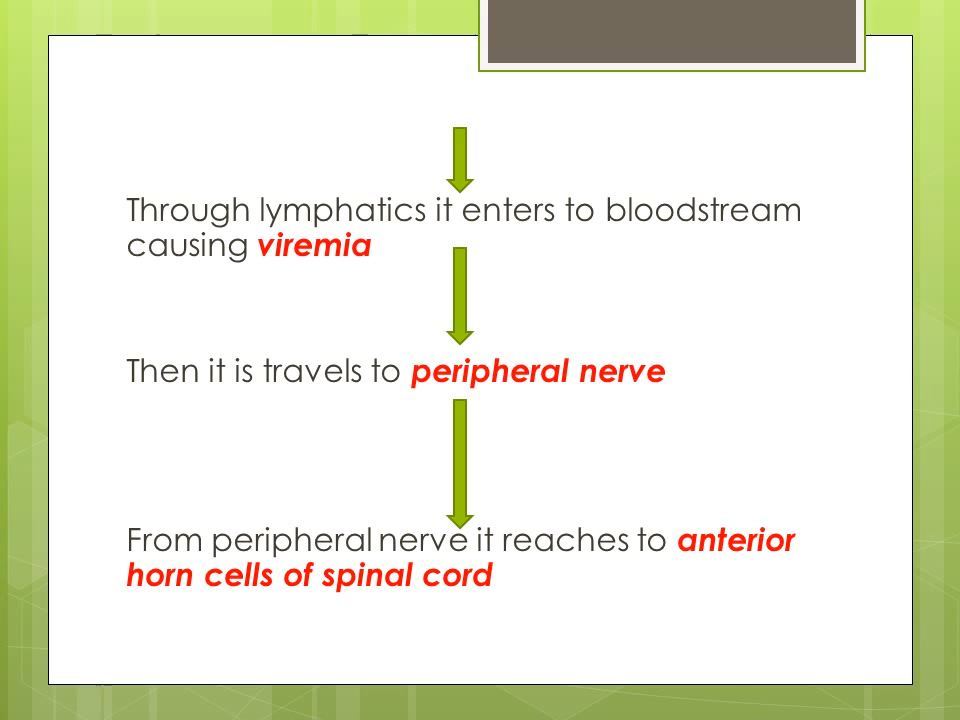 Through lymphatics it enters to bloodstream
causing viremia
Then it is travels to peripheral nerve
From peripheral nerve it reaches to anterior
horn cells of spinal cord